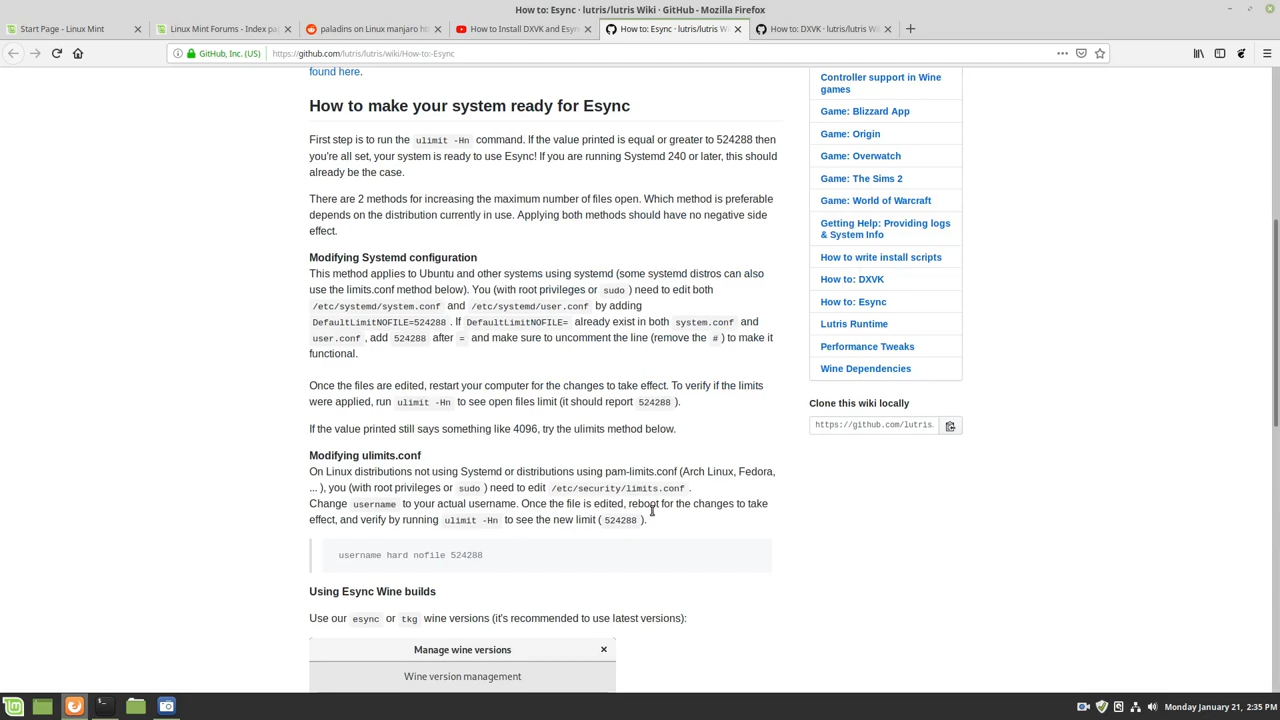 How to: Esync · lutris/lutris Wiki · GitHub - Mozilla Firefox
Start Page - Linux Mint
Linux Mint Forums - Index pa
paladins on Linux manjaro ht
How to Install DXVK and Esyn
How to: Esync · lutris/lutris Wi
How to: DXVK · lutris/lutris Wi
GitHub, Inc. (US)
https://github.com/lutris/lutris/wiki/How-to:-Esync
found here.
How to make your system ready for Esync
First step is to run the ulimit -Hn command. If the value printed is equal or greater to 524288 then
you're all set, your system is ready to use Esync! If you are running Systemd 240 or later, this should
already be the case.
There are 2 methods for increasing the maximum number of files open. Which method is preferable
depends on the distribution currently in use. Applying both methods should have no negative side
effect.
Modifying Systemd configuration
This method applies to Ubuntu and other systems using systemd (some systemd distros can also
use the limits.conf method below). You (with root privileges or sudo ) need to edit both
/etc/systemd/system.conf and /etc/systemd/user.conf by adding
DefaultLimitNOFILE=524288 . If DefaultLimitNOFILE= already exist in both system.conf and
user.conf , add 524288 after = and make sure to uncomment the line (remove the # ) to make it
functional.
Once the files are edited, restart your computer for the changes to take effect. To verify if the limits
were applied, run ulimit -Hn to see open files limit (it should report 524288 ).
If the value printed still says something like 4096, try the ulimits method below.
Modifying ulimits.conf
On Linux distributions not using Systemd or distributions using pam-limits.conf (Arch Linux, Fedora,
... ), you (with root privileges or sudo ) need to edit /etc/security/limits.conf .
Change username to your actual username. Once the file is edited, reboot for the changes to take
effect, and verify by running ulimit -Hn to see the new limit ( 524288 ).
username hard nofile 524288
Using Esync Wine builds
Use our esync or tkg wine versions (it's recommended to use latest versions):
Manage wine versions
Wine version management
Controller support in Wine
games
Game: Blizzard App
Game: Origin
Game: Overwatch
Game: The Sims 2
Game: World of Warcraft
Getting Help: Providing logs
& System Info
How to write install scripts
How to: DXVK
How to: Esync
Lutris Runtime
Performance Tweaks
Wine Dependencies
Clone this wiki locally
https://github.com/lutris.
Monday January 21, 2:35 PM